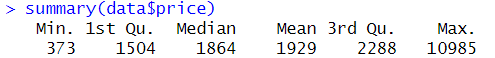 > summary(data$price)
Min. 1st Qu. Median Mean 3rd Qu. Max.
373 1504 1864 1929 2288 10985